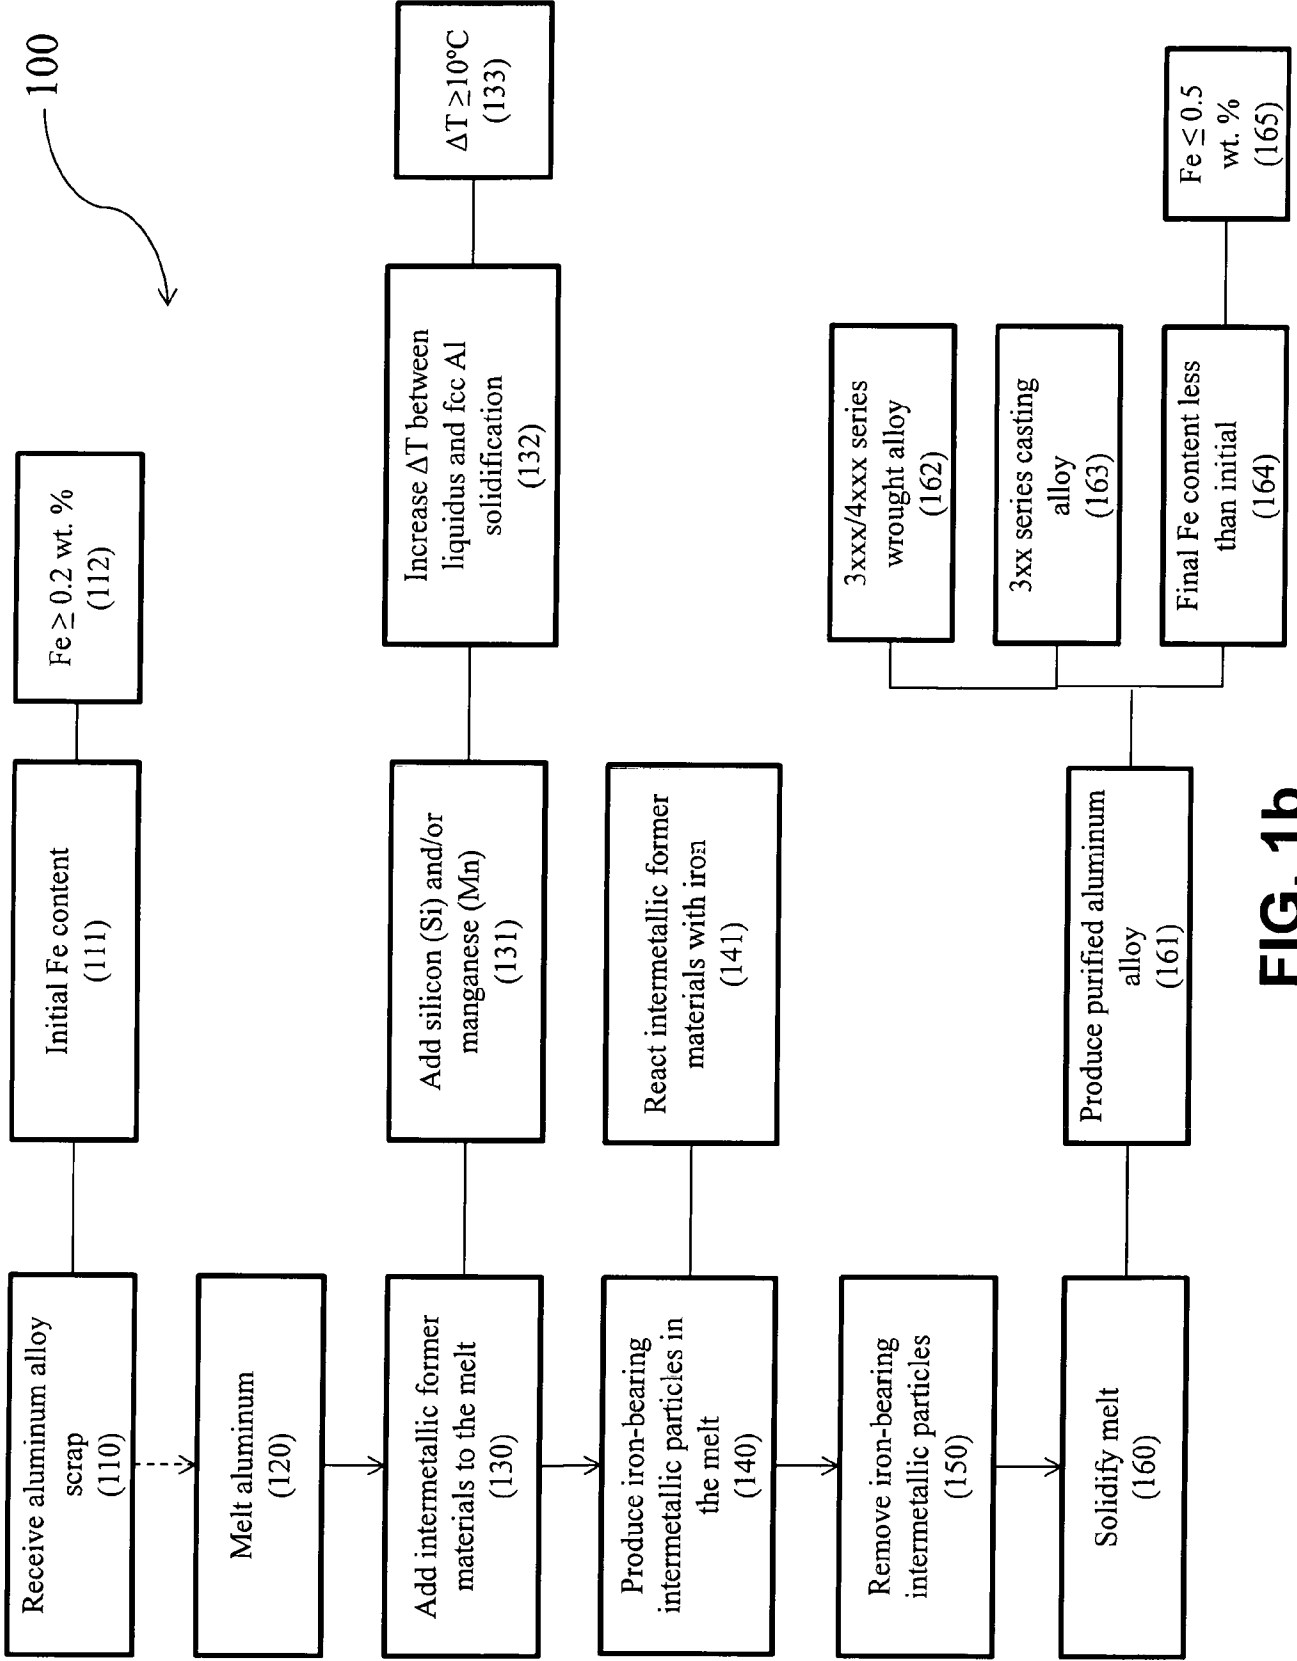 100
Receive aluminum alloy
scrap
(110)
Initial Fe content
(111)
Fe ≥ 0.2 wt. %
(112)
Melt aluminum
(120)
Add intermetallic former
materials to the melt
(130)
Add silicon (Si) and/or
manganese (Mn)
(131)
Increase ΔT between
liquidus and fcc Al
solidification
(132)
ΔT ≥10°C
(133)
Produce iron-bearing
intermetallic particles in
the melt
(140)
React intermetallic former
materials with iron
(141)
Remove iron-bearing
intermetallic particles
(150)
Solidify melt
(160)
Produce purified aluminum
alloy
(161)
3xxx/4xxx series
wrought alloy
(162)
3xx series casting
alloy
(163)
Final Fe content less
than initial
(164)
Fe ≤ 0.5
wt. %
(165)
FIG. 1b